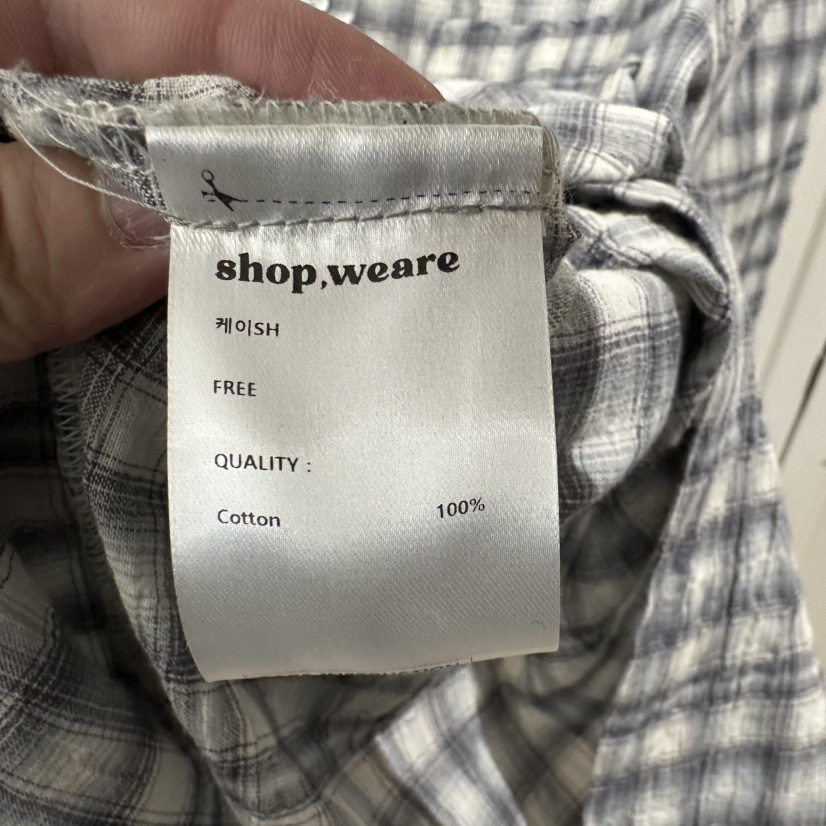 shop,weare
케이SH
FREE
QUALITY :
Cotton 100%